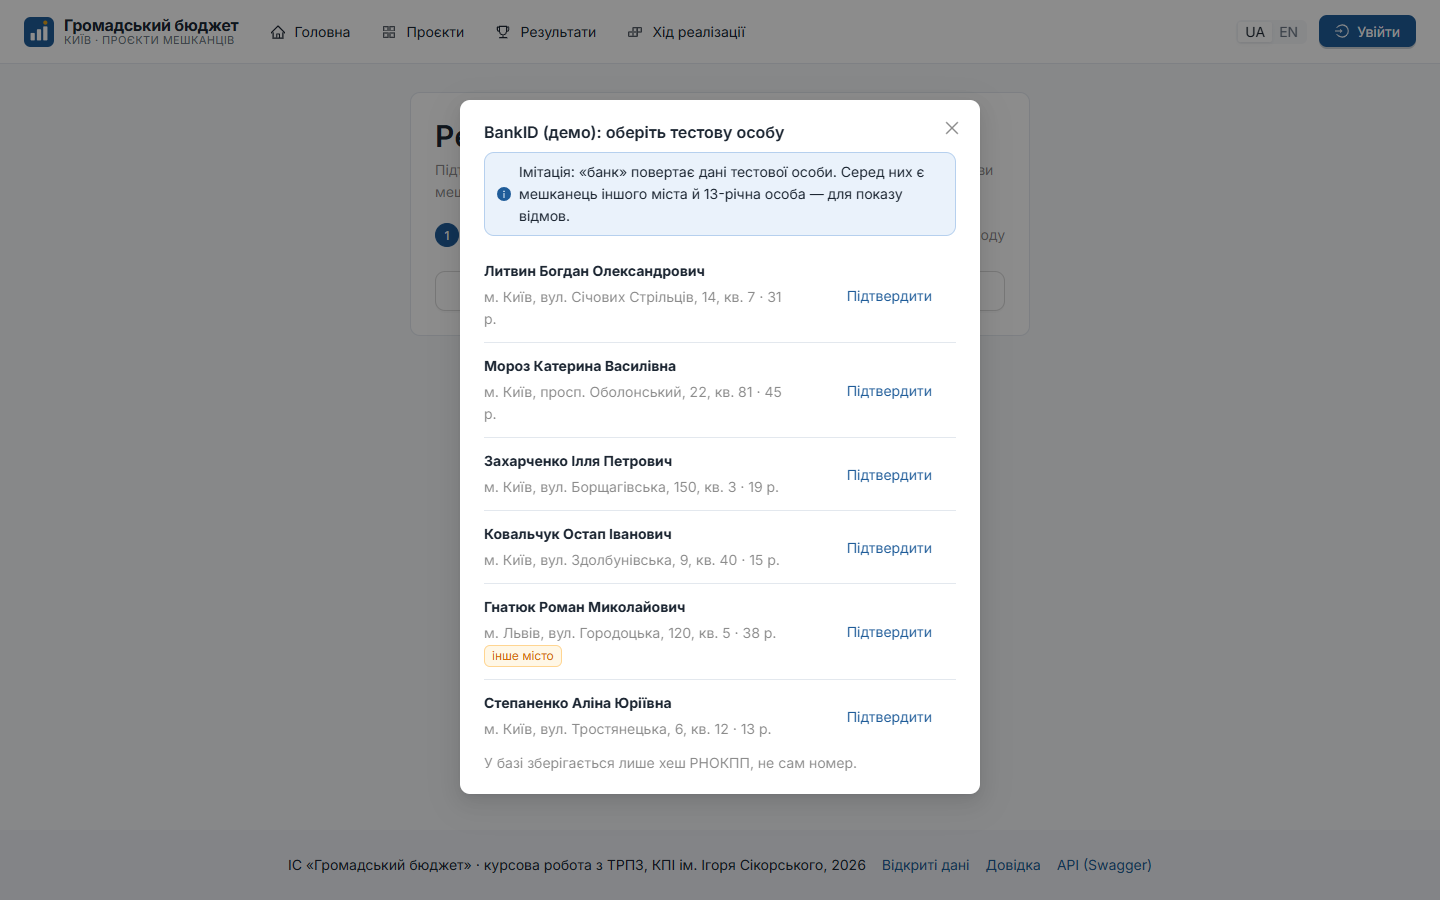 Громадський бюджет
КИЇВ · ПРОЄКТИ МЕШКАНЦІВ
Головна
Проєкти
Результати
Хід реалізації
UA EN
Увійти
BankID (демо): оберіть тестову особу
Імітація: «банк» повертає дані тестової особи. Серед них є
мешканець іншого міста й 13-річна особа — для показу
відмов.
1
Литвин Богдан Олександрович
м. Київ, вул. Січових Стрільців, 14, кв. 7 · 31
р.
Підтвердити
Мороз Катерина Василівна
м. Київ, просп. Оболонський, 22, кв. 81 · 45
р.
Підтвердити
Захарченко Ілля Петрович
м. Київ, вул. Борщагівська, 150, кв. 3 · 19 р.
Підтвердити
Ковальчук Остап Іванович
м. Київ, вул. Здолбунівська, 9, кв. 40 · 15 р.
Підтвердити
Гнатюк Роман Миколайович
м. Львів, вул. Городоцька, 120, кв. 5 · 38 р.
інше місто
Підтвердити
Степаненко Аліна Юріївна
м. Київ, вул. Тростянецька, 6, кв. 12 · 13 р.
Підтвердити
У базі зберігається лише хеш РНОКПП, не сам номер.
ІС «Громадський бюджет» · курсова робота з ТРПЗ, КПІ ім. Ігоря Сікорського, 2026
Відкриті дані
Довідка
API (Swagger)